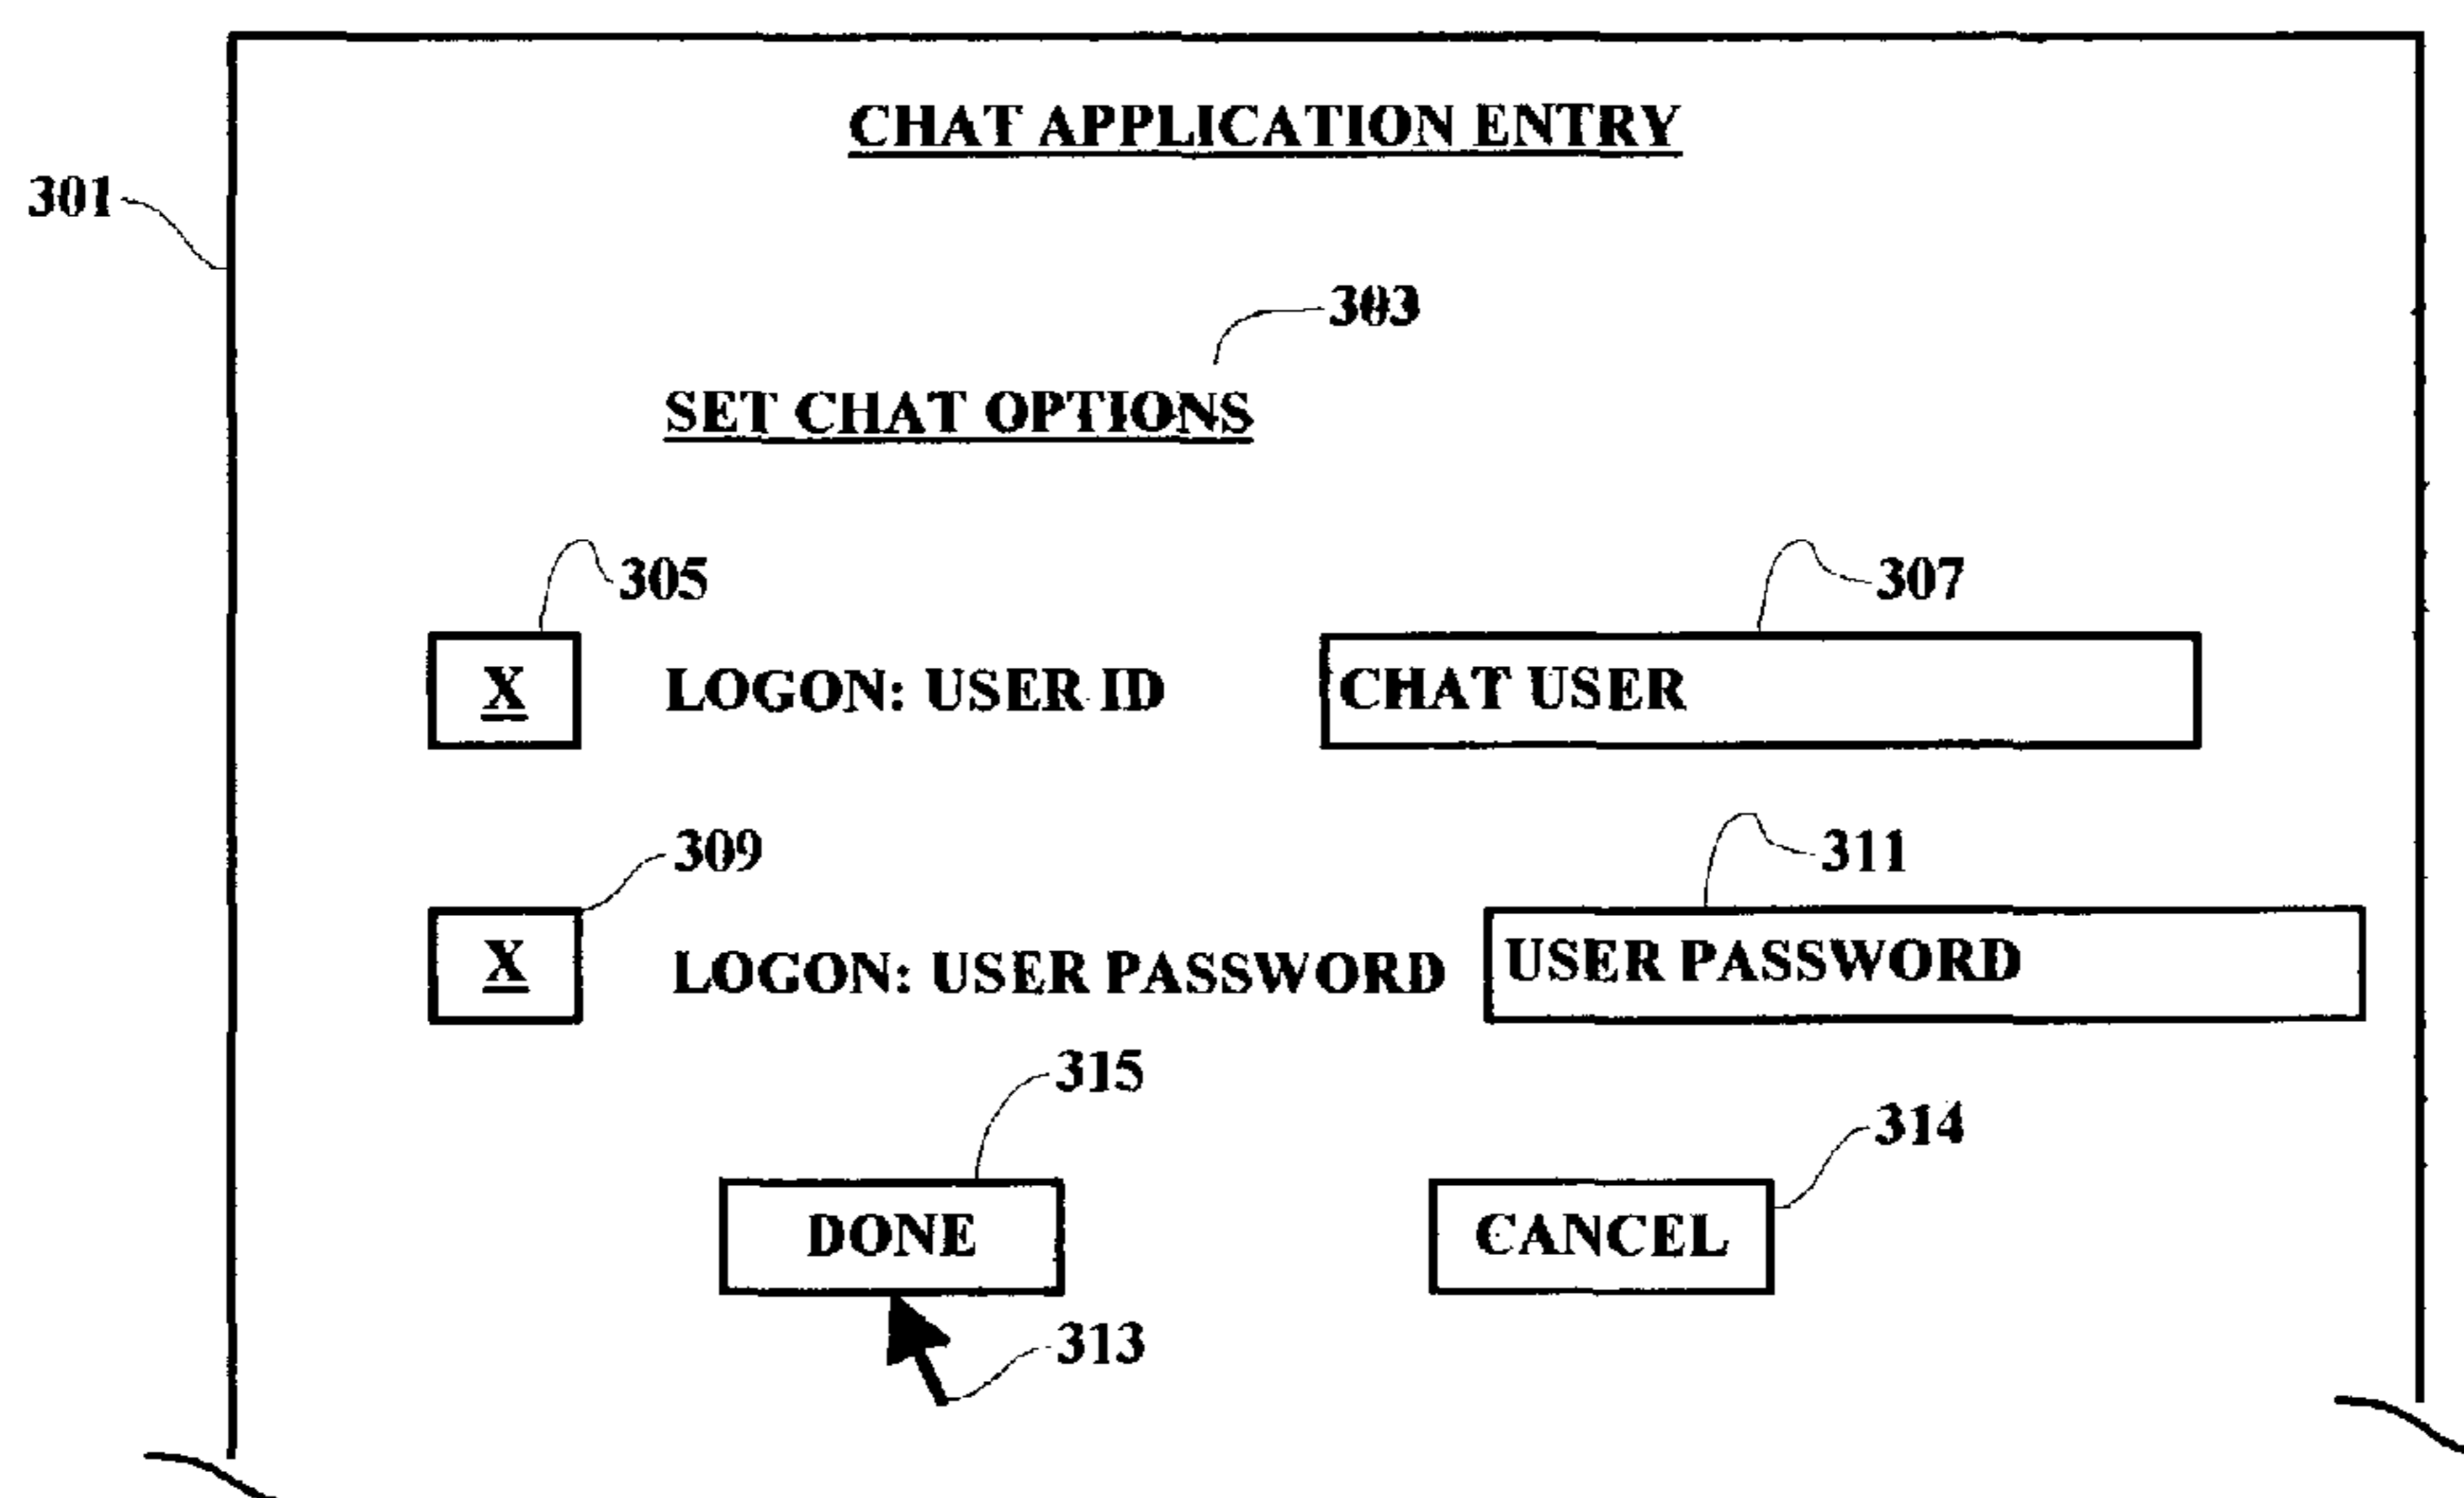 CHAT APPLICATION ENTRY
301
303
SET CHAT OPTIONS
305
307
X LOGON: USER ID CHAT USER
309
311
X LOGON: USER PASSWORD USER PASSWORD
315
314
DONE CANCEL
313